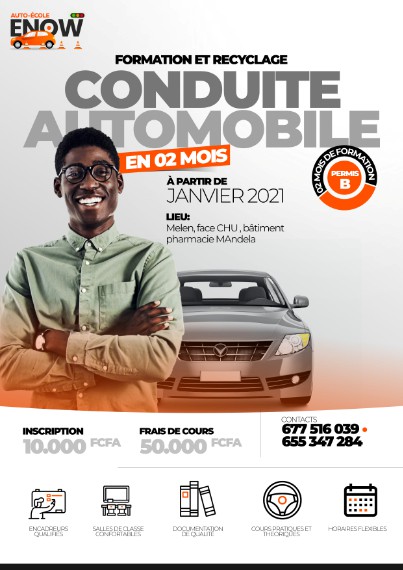 AUTO-ÉCOLE
ENOW
FORMATION ET RECYCLAGE
CONDUITE
AUTOMOBILE
EN 02 MOIS
À PARTIR DE
JANVIER 2021
02 MOIS DE FORMATION
PERMIS
B
LIEU:
Melen, face CHU , bâtiment
pharmacie MAndela
INSCRIPTION
10.000 FCFA
FRAIS DE COURS
50.000 FCFA
CONTACTS
677 516 039 •
655 347 284
ENCADREURS
QUALIFIÉS
SALLES DE CLASSE
CONFORTABLES
DOCUMENTATION
DE QUALITÉ
COURS PRATIQUES ET
THEORIQUES
HORAIRES FLEXIBLES